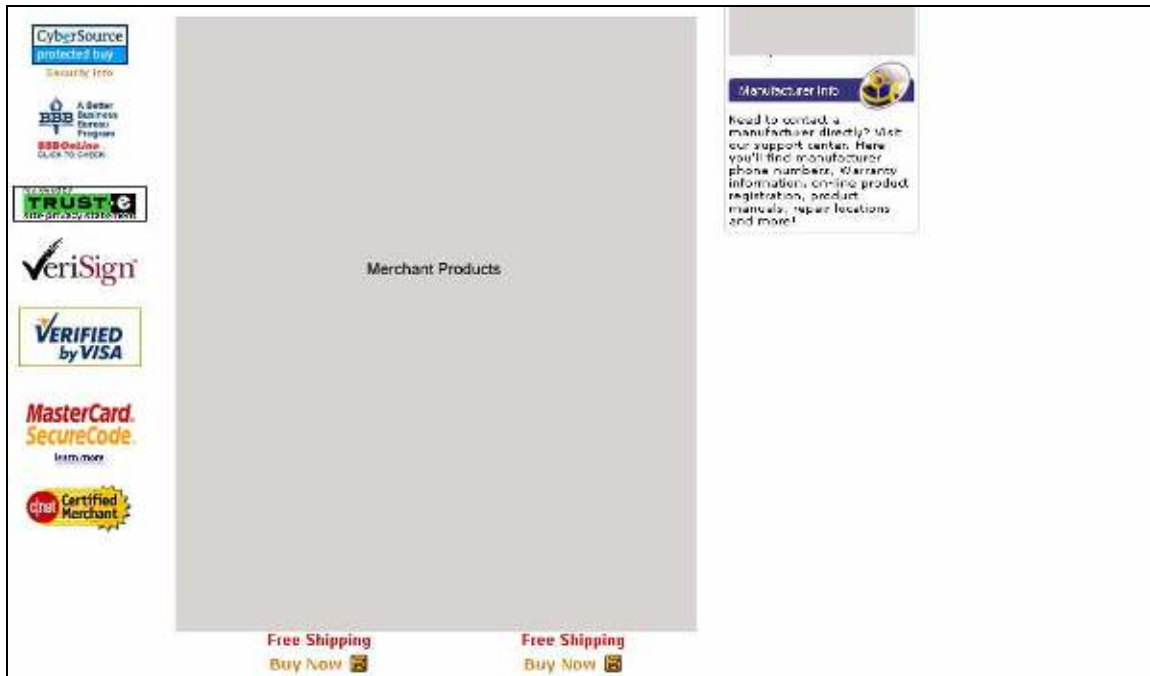 CyberSource
protected buy
Security Info
BBB
A Better
Business
Bureau
Program
BBBOnLine
CLICK TO CHECK
TRUSTe
site privacy statement
VeriSign
VERIFIED
by VISA
MasterCard.
SecureCode.
learn more
c|net
Certified
Merchant
Merchant Products
Free Shipping
Buy Now
Free Shipping
Buy Now
Manufacturer Info
Need to contact a
manufacturer directly? Visit
our support center. Here
you'll find manufacturer
phone numbers, Warranty
information, on-line product
registration, product
manuals, repair locations
and more!